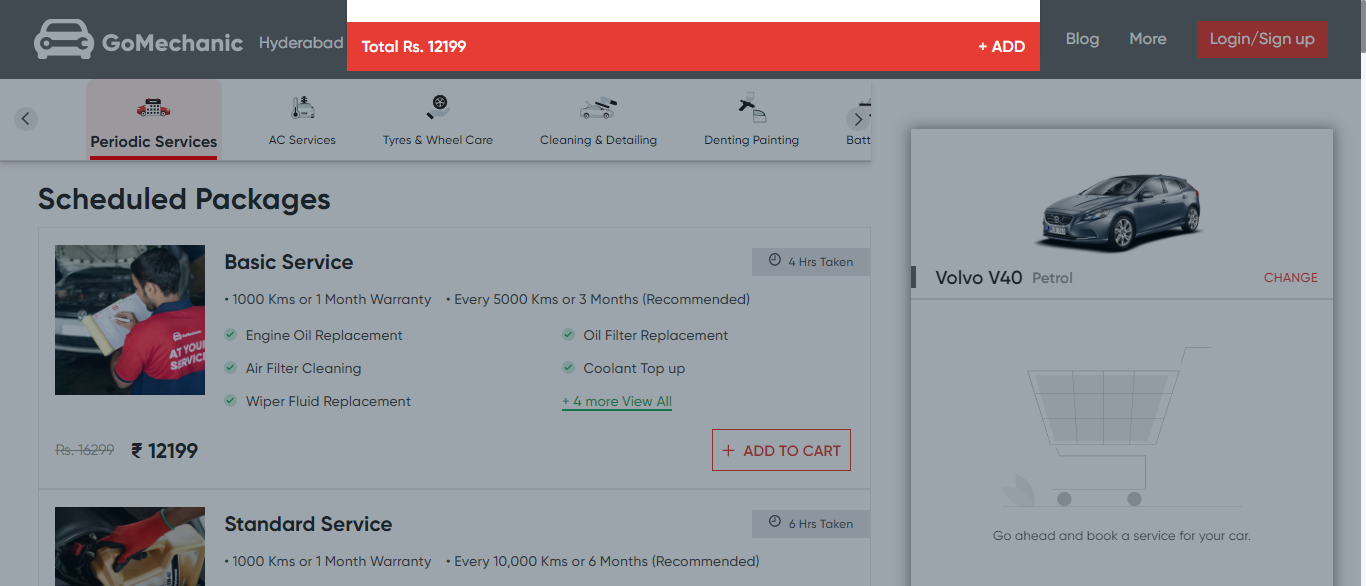 GoMechanic
Hyderabad
Total Rs. 12199
+ ADD
Blog
More
Login/Sign up
Periodic Services
AC Services
Tyres & Wheel Care
Cleaning & Detailing
Denting Painting
Batt
Scheduled Packages
Basic Service
4 Hrs Taken
• 1000 Kms or 1 Month Warranty • Every 5000 Kms or 3 Months (Recommended)
Engine Oil Replacement
Oil Filter Replacement
Air Filter Cleaning
Coolant Top up
Wiper Fluid Replacement
+ 4 more View All
GoMechanic
AT YOUR
SERVICE
Rs. 16299 ₹ 12199
+ ADD TO CART
Standard Service
6 Hrs Taken
• 1000 Kms or 1 Month Warranty • Every 10,000 Kms or 6 Months (Recommended)
Volvo V40 Petrol
CHANGE
Go ahead and book a service for your car.